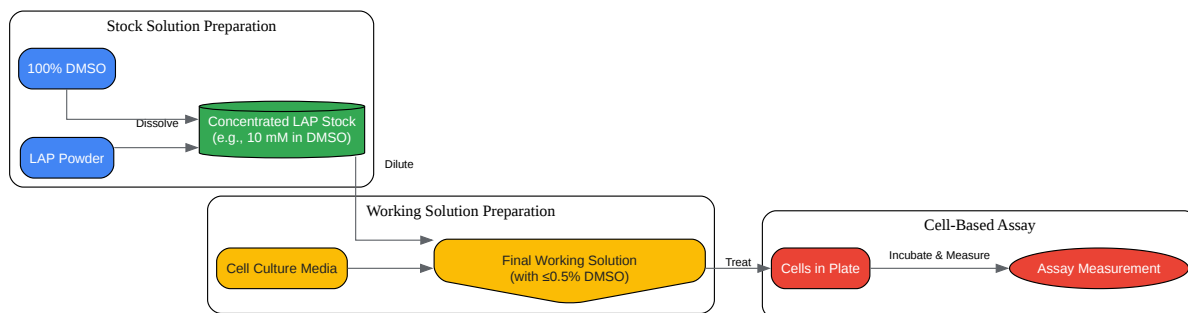 Stock Solution Preparation
100% DMSO
Dissolve
Concentrated LAP Stock
(e.g., 10 mM in DMSO)
LAP Powder
Dilute
Working Solution Preparation
Cell Culture Media
Final Working Solution
(with ≤0.5% DMSO)
Treat
Cell-Based Assay
Cells in Plate
Incubate & Measure
Assay Measurement